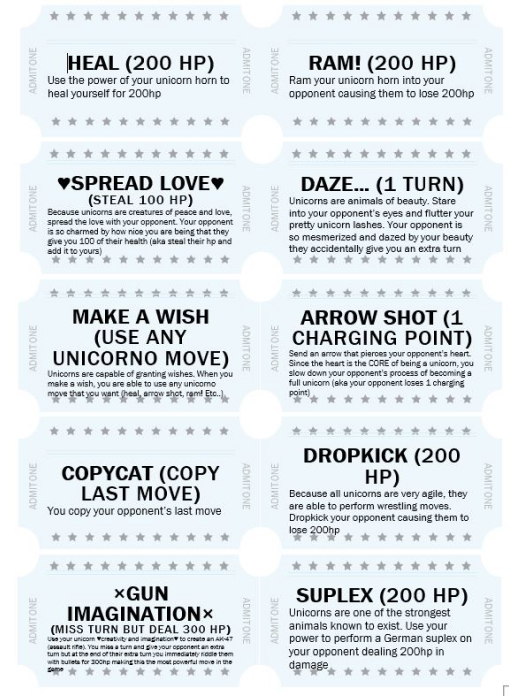 ADMIT ONE
HEAL (200 HP)
Use the power of your unicorn horn to
heal yourself for 200hp
ADMIT ONE
RAM! (200 HP)
Ram your unicorn horn into your
opponent causing them to lose 200hp
ADMIT ONE
ADMIT ONE
♥SPREAD LOVE♥
(STEAL 100 HP)
Because unicorns are creatures of peace and love,
spread the love with your opponent. Your opponent
is so charmed by how nice you are being that they
give you 100 of their health (aka steal their hp and
add it to yours)
ADMIT ONE
DAZE... (1 TURN)
Unicorns are animals of beauty. Stare
into your opponent's eyes and flutter your
pretty unicorn lashes. Your opponent is
so mesmerized and dazed by your beauty
they accidentally give you an extra turn
ADMIT ONE
ADMIT ONE
MAKE A WISH
(USE ANY
UNICORNO MOVE)
Unicorns are capable of granting wishes. When you
make a wish, you are able to use any unicorno
move that you want (heal, arrow shot, ram! Etc..)
ADMIT ONE
ARROW SHOT (1
CHARGING POINT)
Send an arrow that pierces your opponent's heart.
Since the heart is the CORE of being a unicorn, you
slow down your opponent's process of becoming a
full unicorn (aka your opponent loses 1 charging
point)
ADMIT ONE
ADMIT ONE
COPYCAT (COPY
LAST MOVE)
You copy your opponent's last move
ADMIT ONE
DROPKICK (200
HP)
Because all unicorns are very agile, they
are able to perform wrestling moves.
Dropkick your opponent causing them to
lose 200hp
ADMIT ONE
ADMIT ONE
×GUN
IMAGINATION×
(MISS TURN BUT DEAL 300 HP)
Use your unicorn ♥creativity and imagination♥ to create an AK-47
(assault rifle). You miss a turn and give your opponent an extra
turn but at the end of their extra turn you immediately riddle them
with bullets for 300hp making this the most powerful move in the
game
ADMIT ONE
SUPLEX (200 HP)
Unicorns are one of the strongest
animals known to exist. Use your
power to perform a German suplex on
your opponent dealing 200hp in
damage
ADMIT ONE